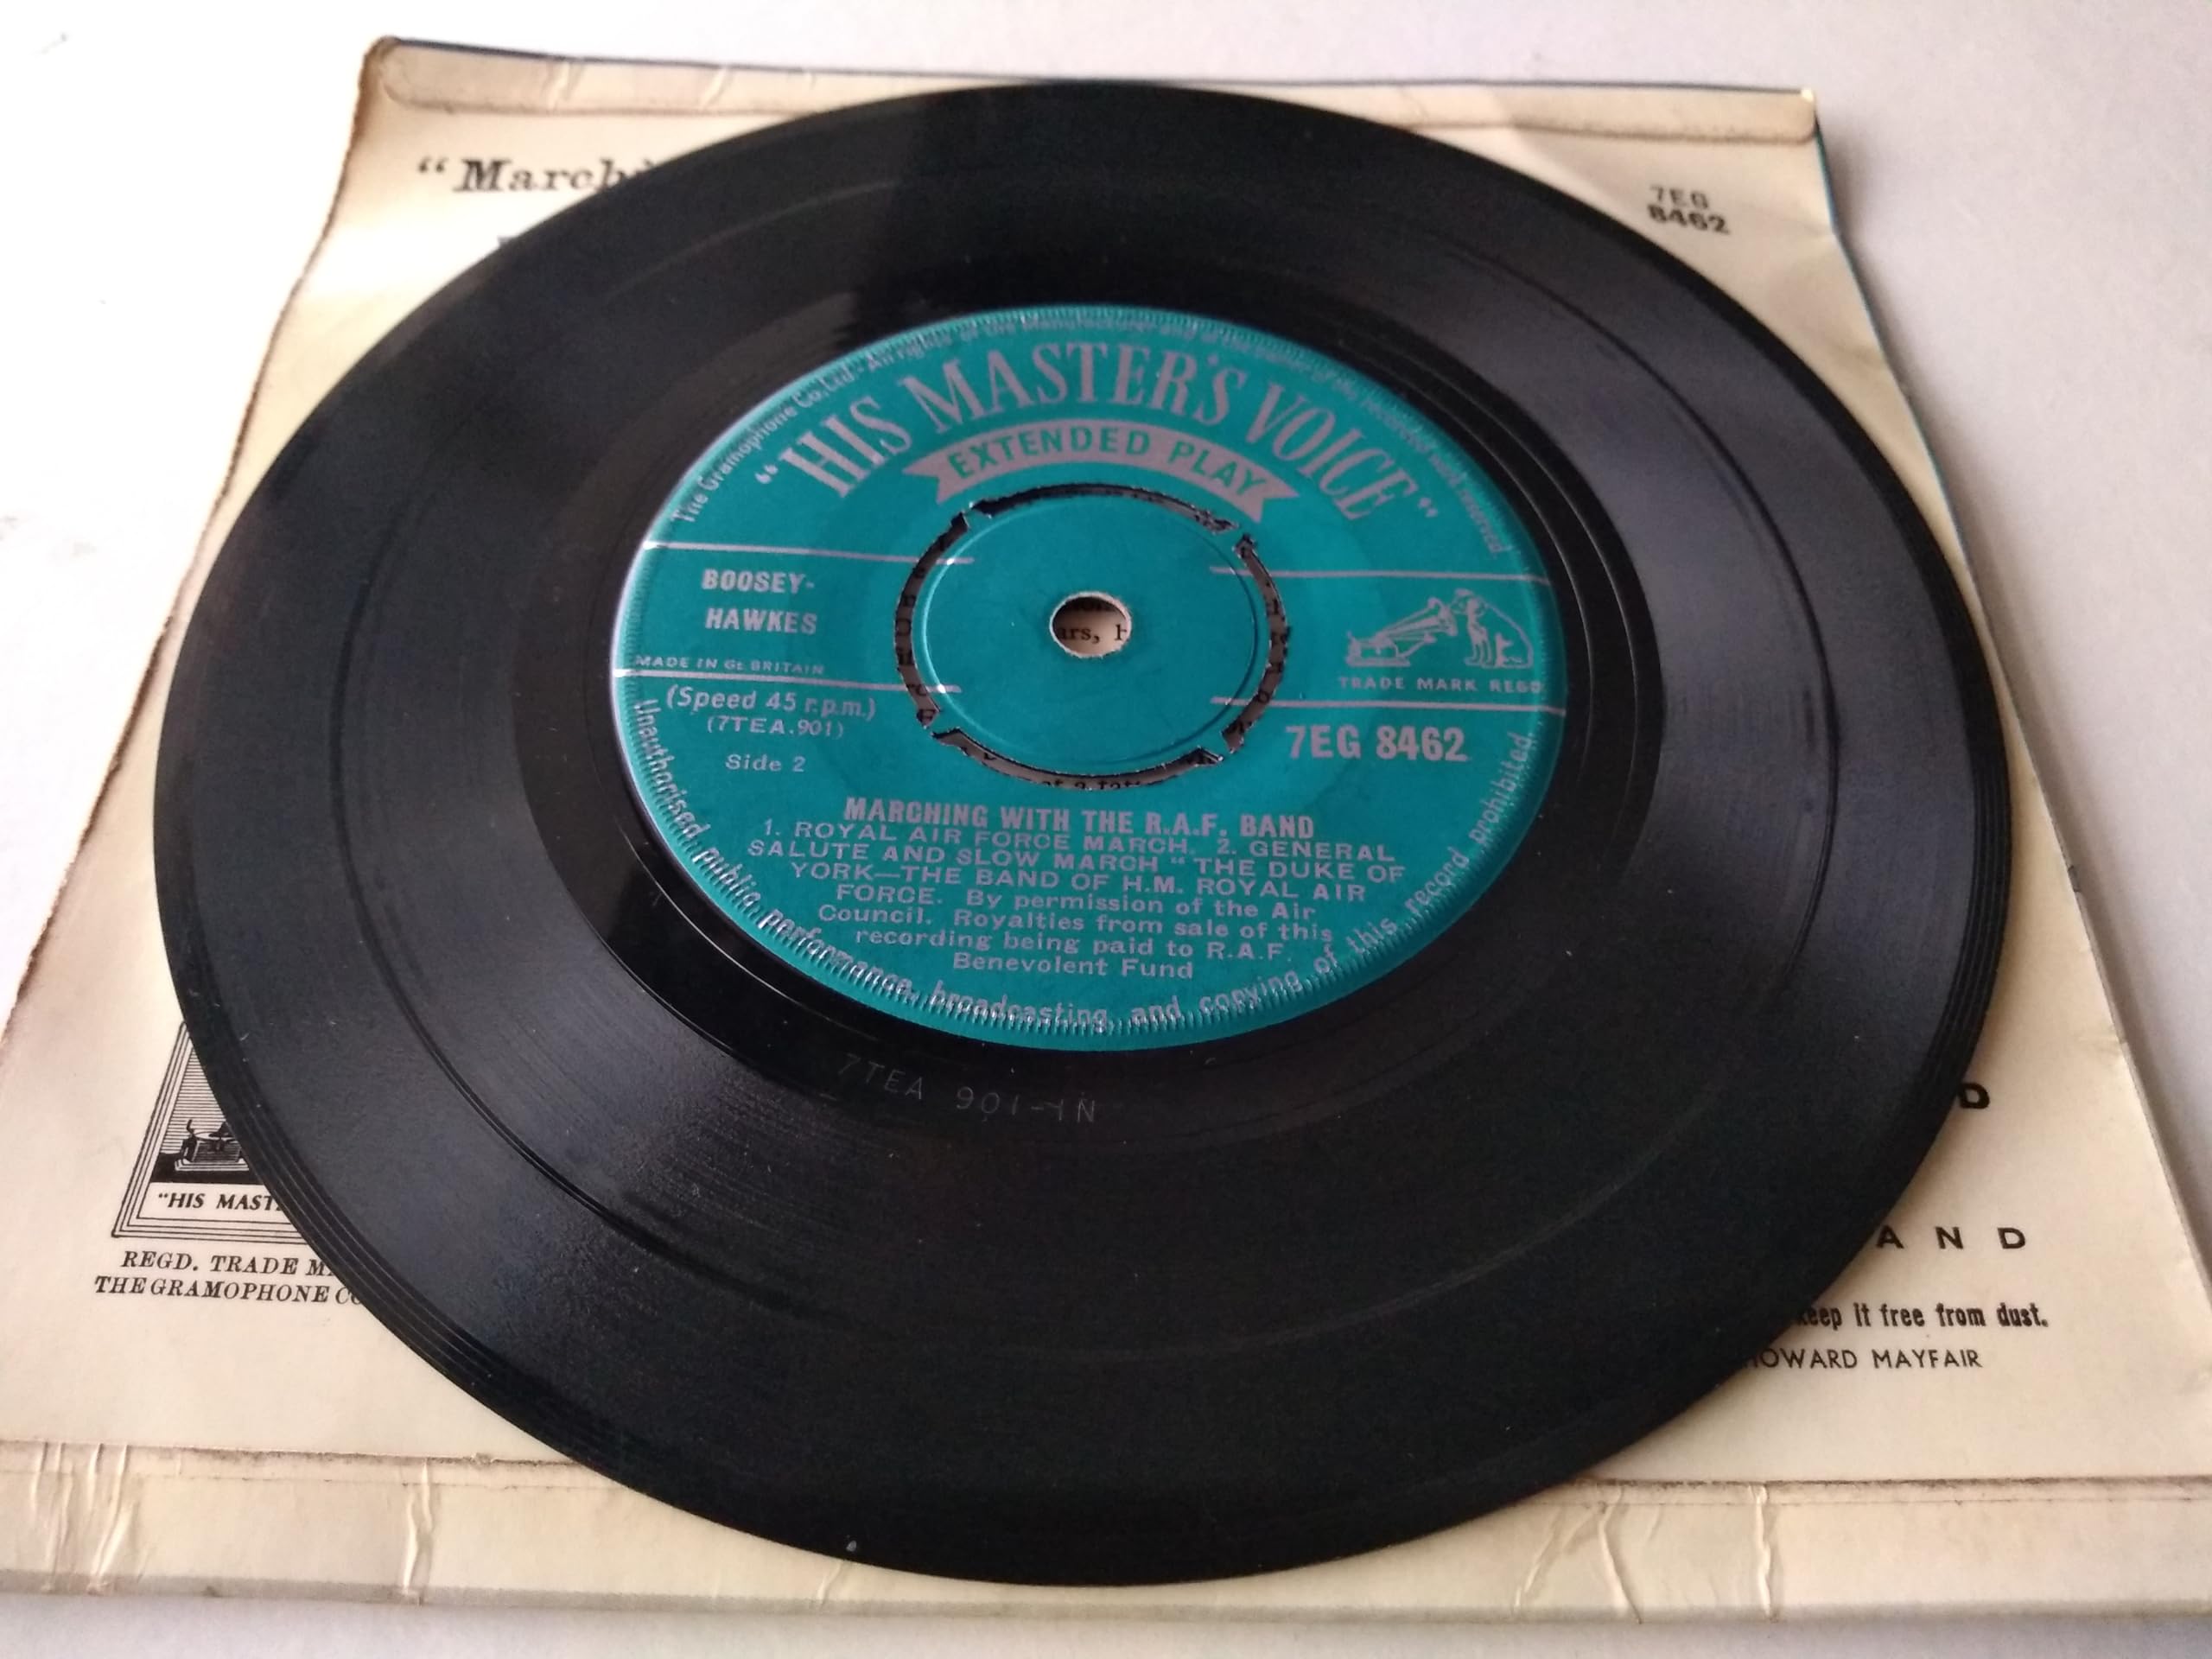 "March
7EG
8462
The Gramophone Co, Ltd. All rights of the Manufacturer and of the owner of the recorded work reserved
"HIS MASTER'S VOICE"
EXTENDED PLAY
BOOSEY-
HAWKES
MADE IN Gt. BRITAIN
TRADE MARK REGD
(Speed 45 r.p.m.)
(7TEA.901)
Side 2
7EG 8462
urs,
MARCHING WITH THE R.A.F. BAND
1. ROYAL AIR FORCE MARCH. 2. GENERAL
SALUTE AND SLOW MARCH "THE DUKE OF
YORK—THE BAND OF H.M. ROYAL AIR
FORCE. By permission of the Air
Council. Royalties from sale of this
recording being paid to R.A.F.
Benevolent Fund
Unauthorised public performance, broadcasting and copying of this record prohibited
7TEA 901-1N
D
"HIS MAST
AND
REGD. TRADE M
THE GRAMOPHONE CO
keep it free from dust.
HOWARD MAYFAIR